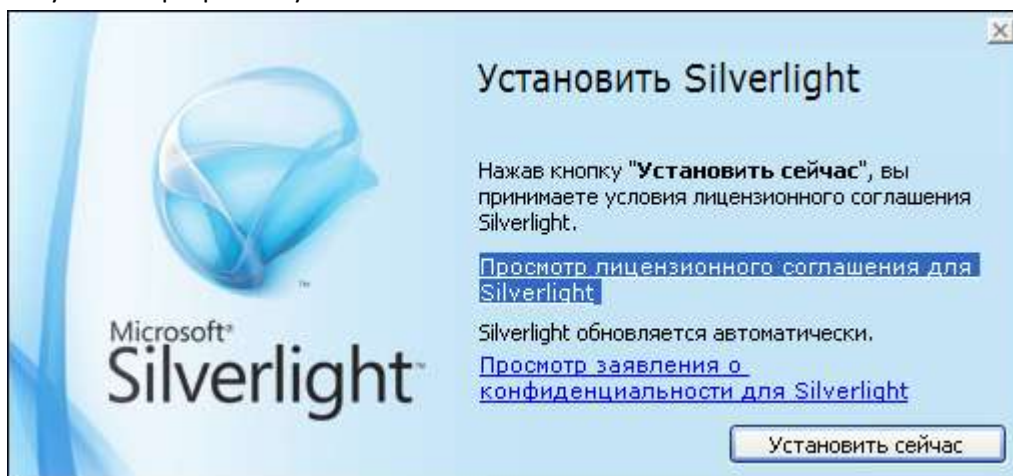 Установить Silverlight
Нажав кнопку "Установить сейчас", вы
принимаете условия лицензионного соглашения
Silverlight.
Просмотр лицензионного соглашения для
Silverlight
Microsoft®
Silverlight™
Silverlight обновляется автоматически.
Просмотр заявления о
конфиденциальности для Silverlight
Установить сейчас